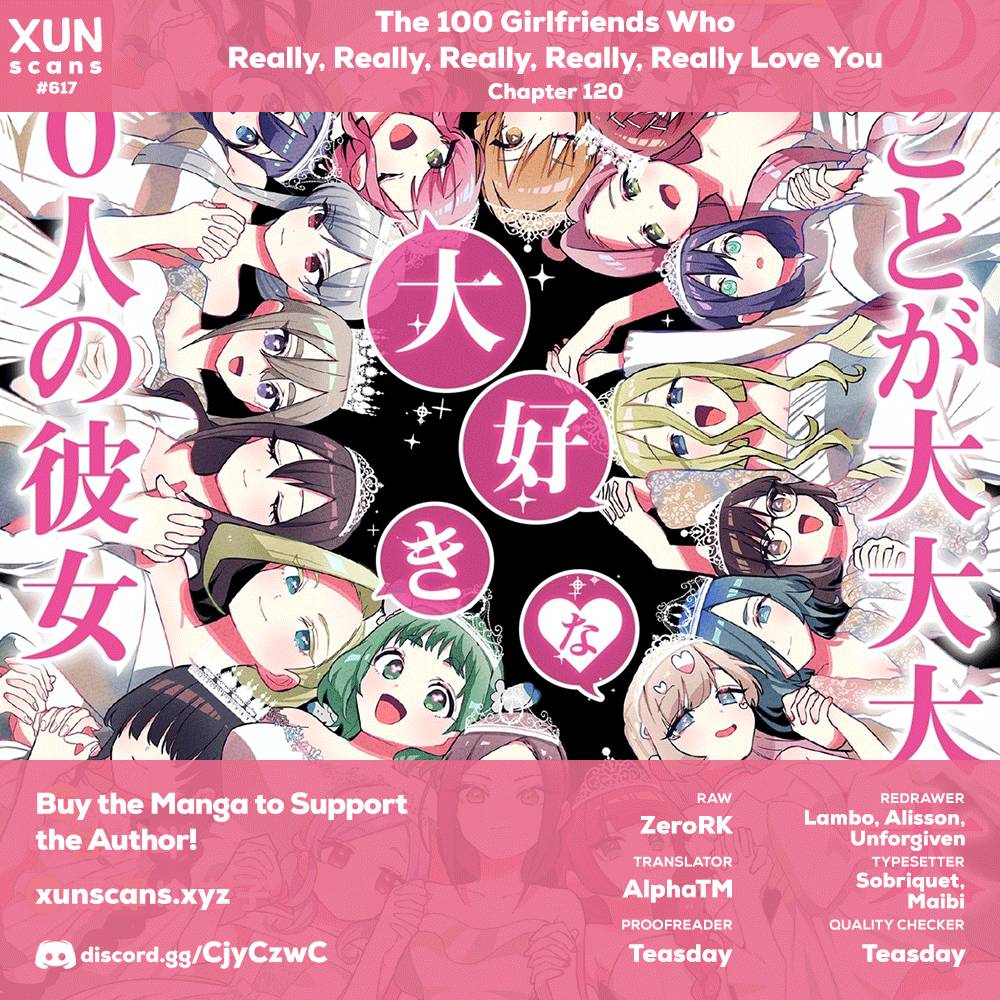 XUN
scans
#617
The 100 Girlfriends Who
Really, Really, Really, Really, Really Love You
Chapter 120
のことが大大大
大
好
き
な
0人の彼女
Buy the Manga to Support
the Author!
xunscans.xyz
discord.gg/CjyCzwC
RAW
ZeroRK
TRANSLATOR
AlphaTM
PROOFREADER
Teasday
REDRAWER
Lambo, Alisson,
Unforgiven
TYPESETTER
Sobriquet,
Maibi
QUALITY CHECKER
Teasday